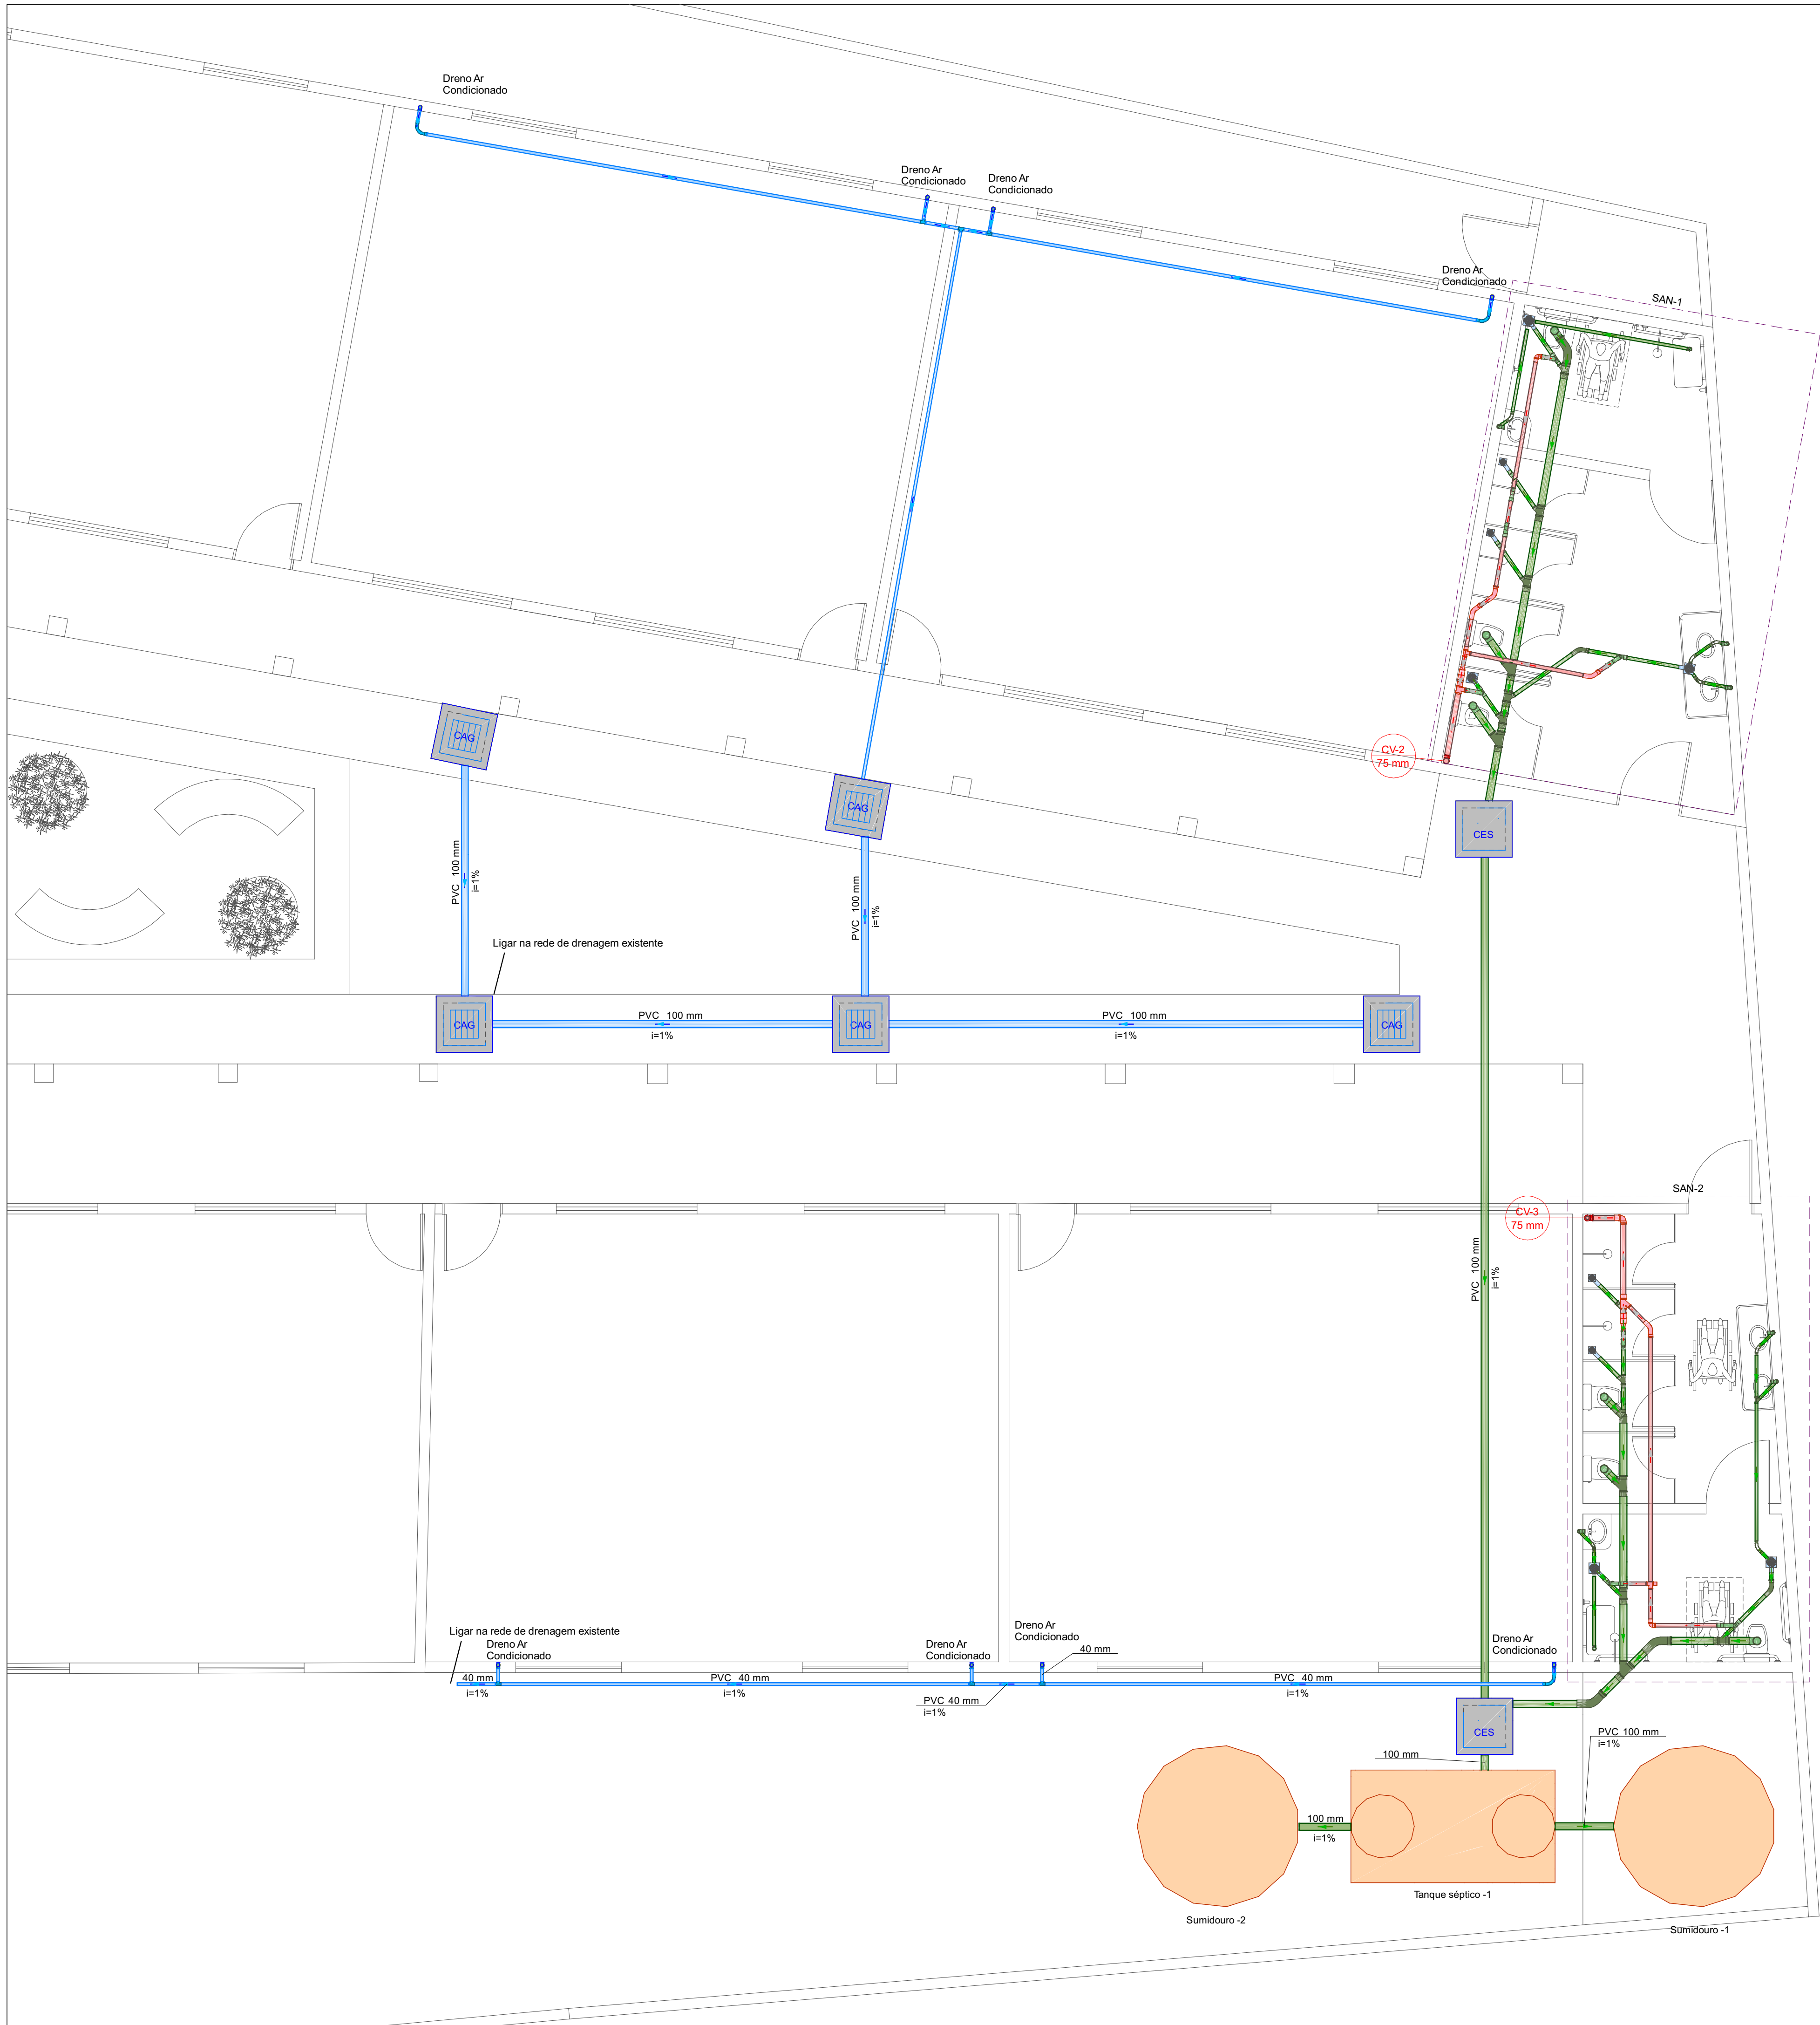 Dreno Ar
Condicionado
Dreno Ar
Condicionado
Dreno Ar
Condicionado
Dreno Ar
Condicionado
SAN-1
CV-2
75 mm
CAG
CAG
CES
PVC 100 mm
i=1%
PVC 100 mm
i=1%
Ligar na rede de drenagem existente
CAG
PVC 100 mm
i=1%
CAG
PVC 100 mm
i=1%
CAG
SAN-2
CV-3
75 mm
PVC 100 mm
i=1%
Ligar na rede de drenagem existente
Dreno Ar
Condicionado
Dreno Ar
Condicionado
Dreno Ar
Condicionado
40 mm
Dreno Ar
Condicionado
40 mm
i=1%
PVC 40 mm
i=1%
PVC 40 mm
i=1%
PVC 40 mm
i=1%
CES
PVC 100 mm
i=1%
100 mm
100 mm
i=1%
Tanque séptico -1
Sumidouro -2
Sumidouro -1